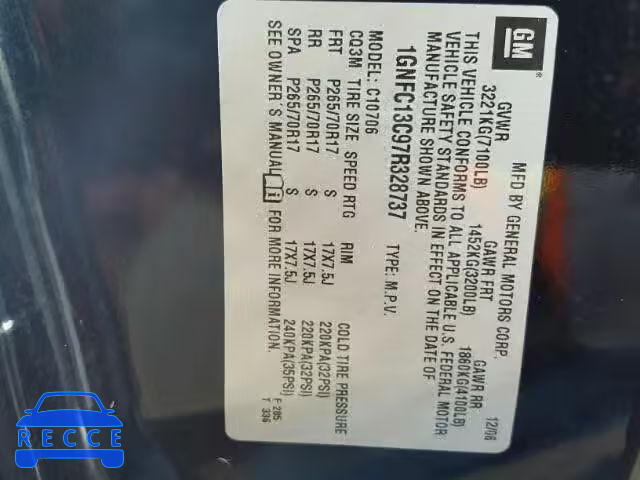 GM ®
MFD BY GENERAL MOTORS CORP. 12/06
GVWR GAWR FRT GAWR RR
3221KG(7100LB) 1452KG(3200LB) 1860KG(4100LB)
THIS VEHICLE CONFORMS TO ALL APPLICABLE U.S. FEDERAL MOTOR
VEHICLE SAFETY STANDARDS IN EFFECT ON THE DATE OF
MANUFACTURE SHOWN ABOVE.
1GNFC13C97R328737 TYPE: M.P.V.
MODEL: C10706
CQ3M TIRE SIZE SPEED RTG RIM COLD TIRE PRESSURE
FRT P265/70R17 S 17X7.5J 220KPA(32PSI)
RR P265/70R17 S 17X7.5J 220KPA(32PSI)
SPA P265/70R17 S 17X7.5J 240KPA(35PSI)
SEE OWNER'S MANUAL FOR MORE INFORMATION.
F 285
T 336
RECCE